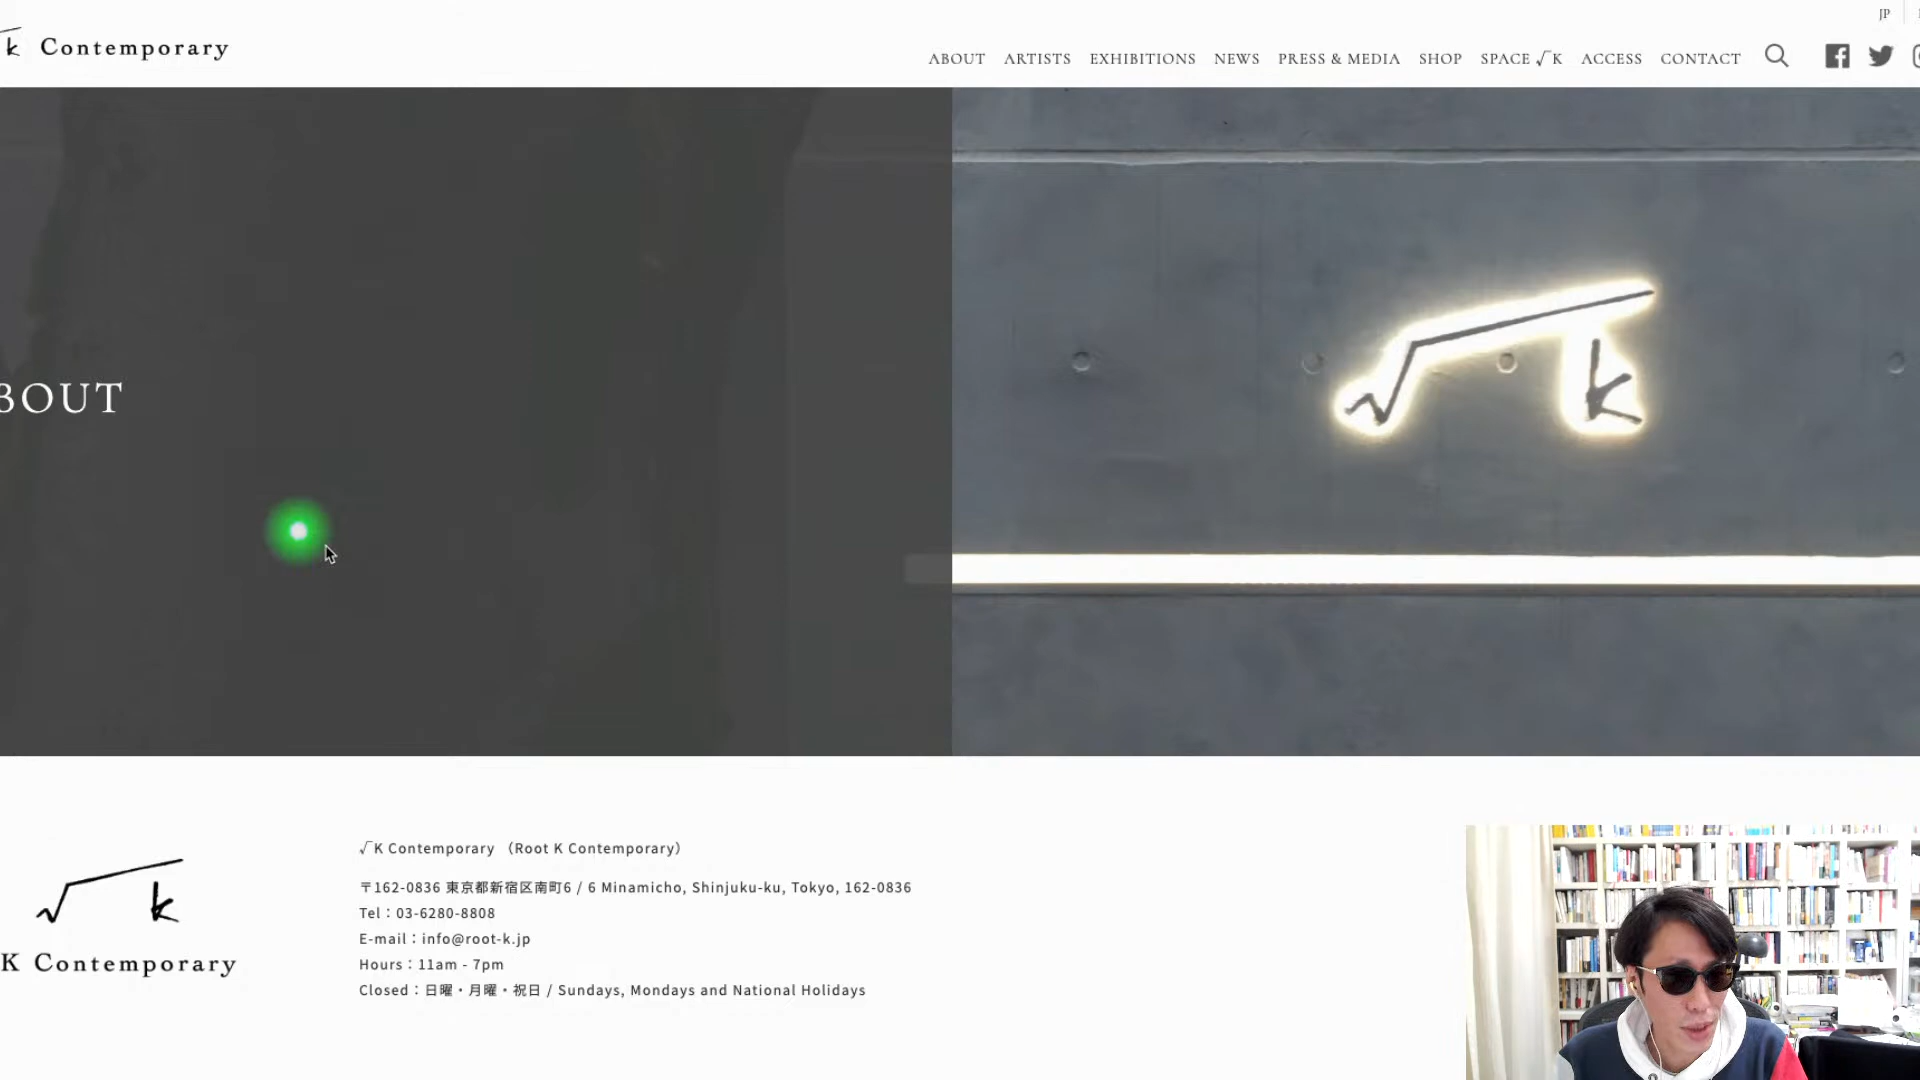 JP
k Contemporary
ABOUT ARTISTS EXHIBITIONS NEWS PRESS & MEDIA SHOP SPACE √K ACCESS CONTACT
BOUT
√ k
√K Contemporary （Root K Contemporary）
〒162-0836 東京都新宿区南町6 / 6 Minamicho, Shinjuku-ku, Tokyo, 162-0836
Tel：03-6280-8808
E-mail：info@root-k.jp
Hours：11am - 7pm
Closed：日曜・月曜・祝日 / Sundays, Mondays and National Holidays
√ k
K Contemporary